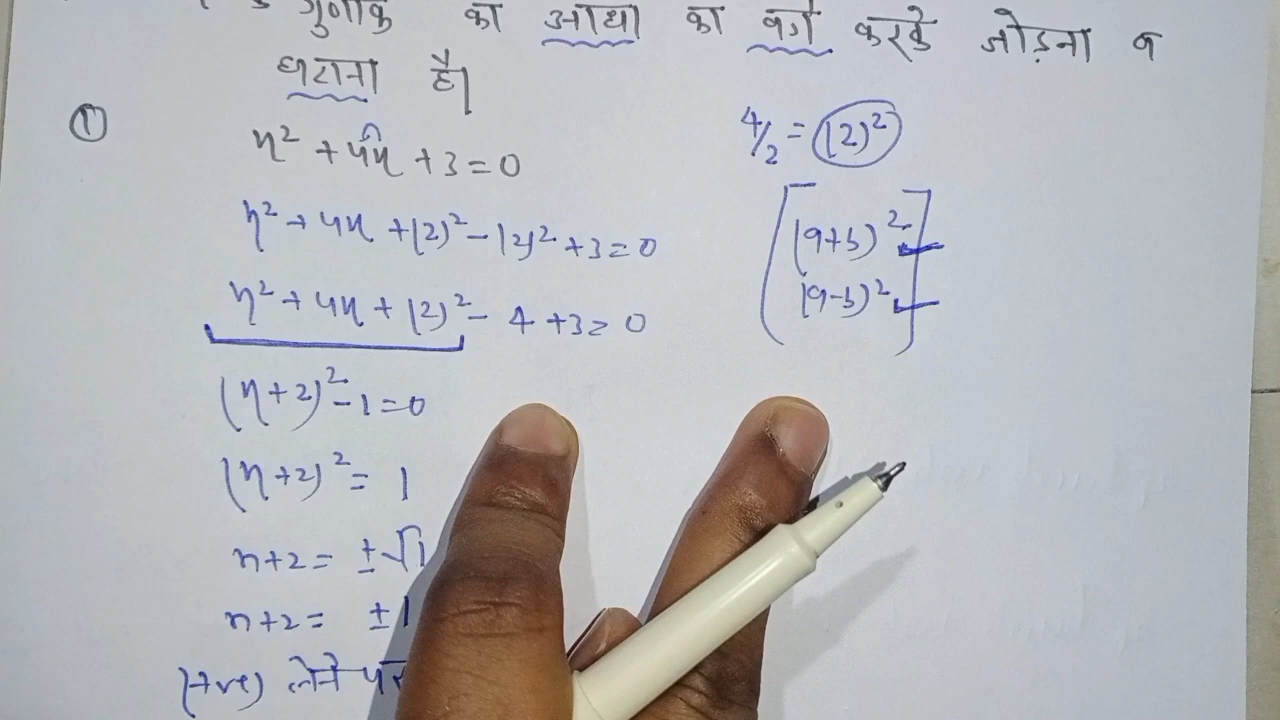 गुणांक का आधा का वर्ग करके जोड़ना व
घटाना है।
①
x² + 4x + 3 = 0
4/2 = (2)²
x² + 4x + (2)² - (2)² + 3 = 0
x² + 4x + (2)² - 4 + 3 = 0
(a+b)²
(a-b)²
(x+2)² - 1 = 0
(x+2)² = 1
x+2 = ±√1
x+2 = ±1
(+ve) लेने पर